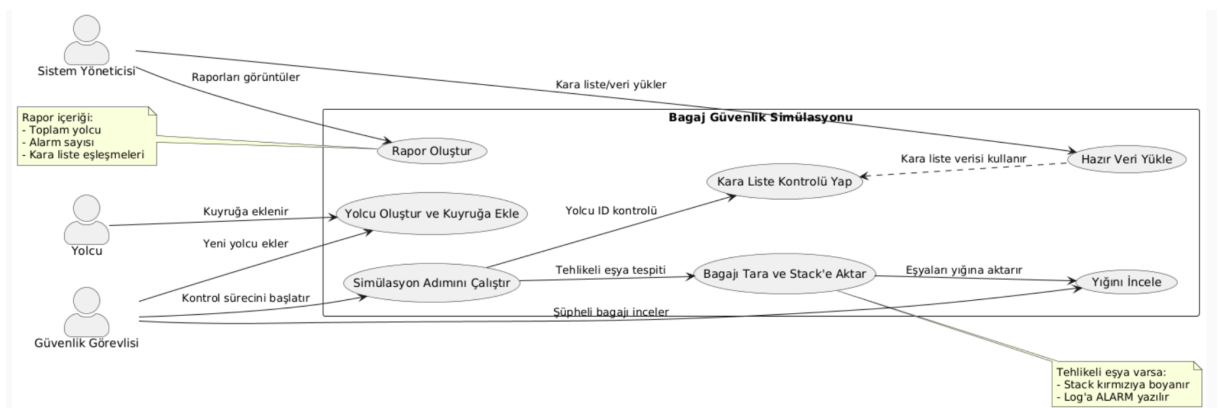 Sistem Yöneticisi
Raporları görüntüler
Kara liste/veri yükler
Rapor içeriği:
- Toplam yolcu
- Alarm sayısı
- Kara liste eşleşmeleri
Bagaj Güvenlik Simülasyonu
Rapor Oluştur
Kara liste verisi kullanır
Hazır Veri Yükle
Kara Liste Kontrolü Yap
Yolcu
Kuyruğa eklenir
Yolcu Oluştur ve Kuyruğa Ekle
Yolcu ID kontrolü
Yeni yolcu ekler
Simülasyon Adımını Çalıştır
Tehlikeli eşya tespiti
Bagajı Tara ve Stack'e Aktar
Eşyaları yığına aktarır
Yığını İncele
Kontrol sürecini başlatır
Şüpheli bagajı inceler
Güvenlik Görevlisi
Tehlikeli eşya varsa:
- Stack kırmızıya boyanır
- Log'a ALARM yazılır